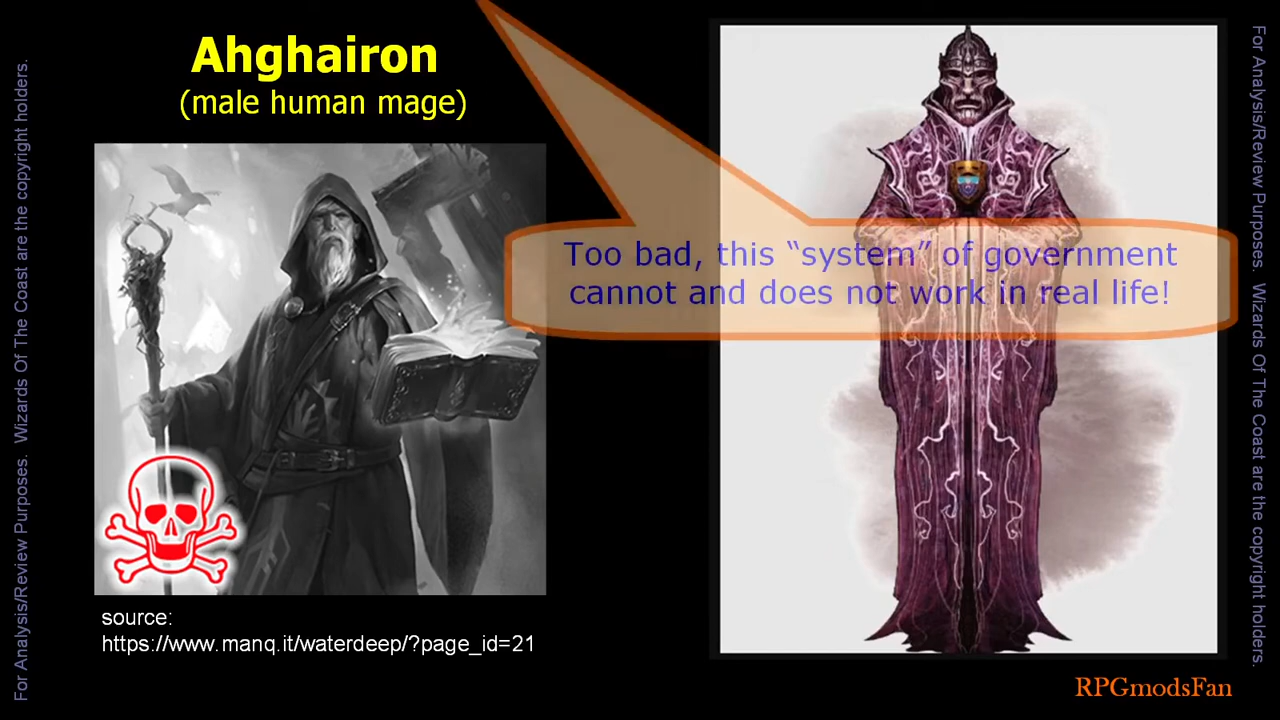 Ahghairon
(male human mage)
Too bad, this “system” of government
cannot and does not work in real life!
source:
https://www.manq.it/waterdeep/?page_id=21
RPGmodsFan
For Analysis/Review Purposes. Wizards Of The Coast are the copyright holders.
For Analysis/Review Purposes. Wizards Of The Coast are the copyright holders.